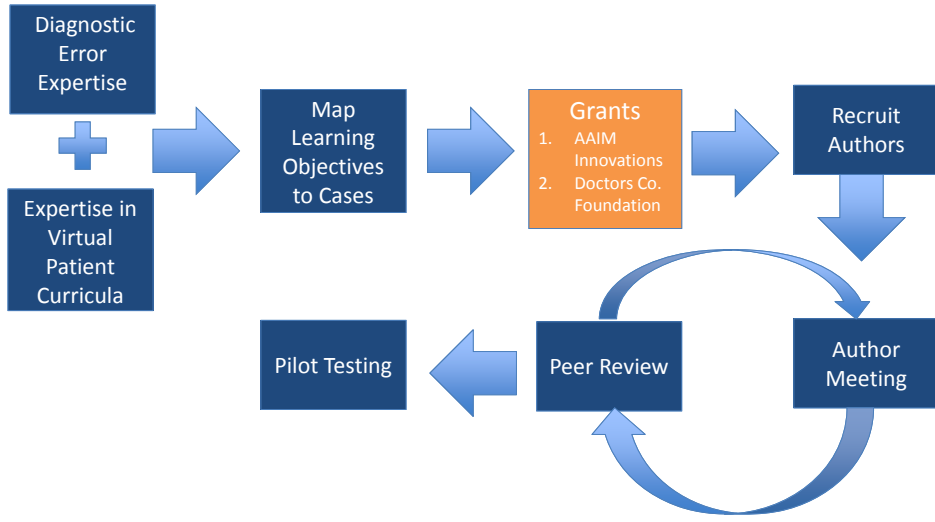 Diagnostic
Error
Expertise
Expertise in
Virtual
Patient
Curricula
Map
Learning
Objectives
to Cases
Grants
1. AAIM
Innovations
2. Doctors Co.
Foundation
Recruit
Authors
Author
Meeting
Peer Review
Pilot Testing